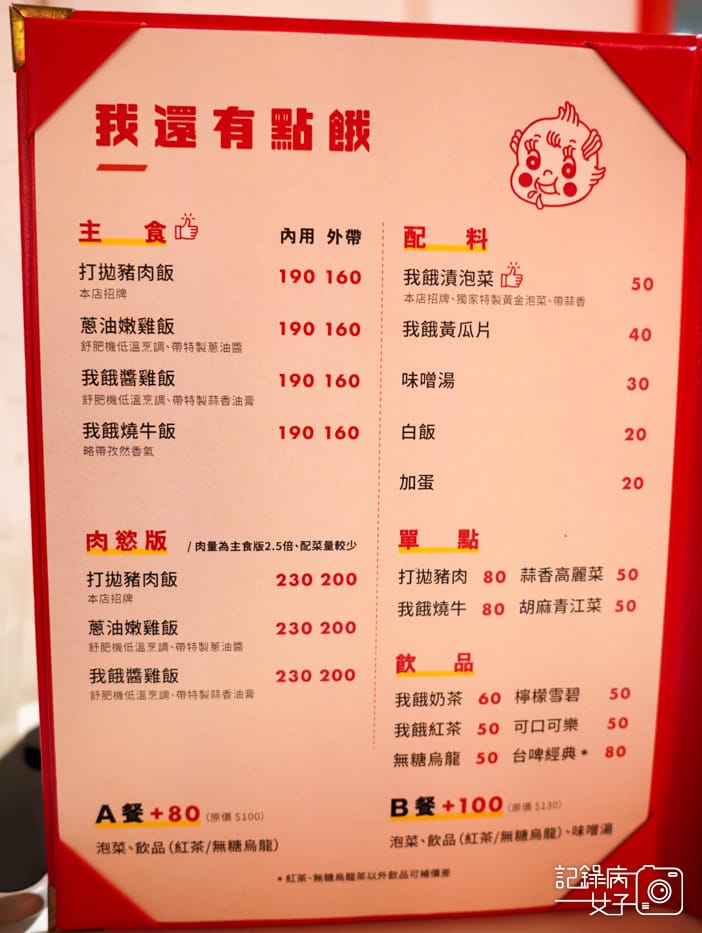 我還有點餓
主食 內用 外帶
打拋豬肉飯 190 160
本店招牌
蔥油嫩雞飯 190 160
舒肥機低溫烹調、帶特製蔥油醬
我餓醬雞飯 190 160
舒肥機低溫烹調、帶特製蒜香油膏
我餓燒牛飯 190 160
略帶孜然香氣
肉慾版 /肉量為主食版2.5倍、配菜量較少
打拋豬肉飯 230 200
本店招牌
蔥油嫩雞飯 230 200
舒肥機低溫烹調、帶特製蔥油醬
我餓醬雞飯 230 200
舒肥機低溫烹調、帶特製蒜香油膏
配料
我餓漬泡菜 50
本店招牌、獨家特製黃金泡菜、帶蒜香
我餓黃瓜片 40
味噌湯 30
白飯 20
加蛋 20
單點
打拋豬肉 80 蒜香高麗菜 50
我餓燒牛 80 胡麻青江菜 50
飲品
我餓奶茶 60 檸檬雪碧 50
我餓紅茶 50 可口可樂 50
無糖烏龍 50 台啤經典* 80
A餐+80 (原價 $100)
泡菜、飲品(紅茶/無糖烏龍)
B餐+100 (原價 $130)
泡菜、飲品(紅茶/無糖烏龍)、味噌湯
*紅茶、無糖烏龍茶以外飲品可補價差
記錄病
女子